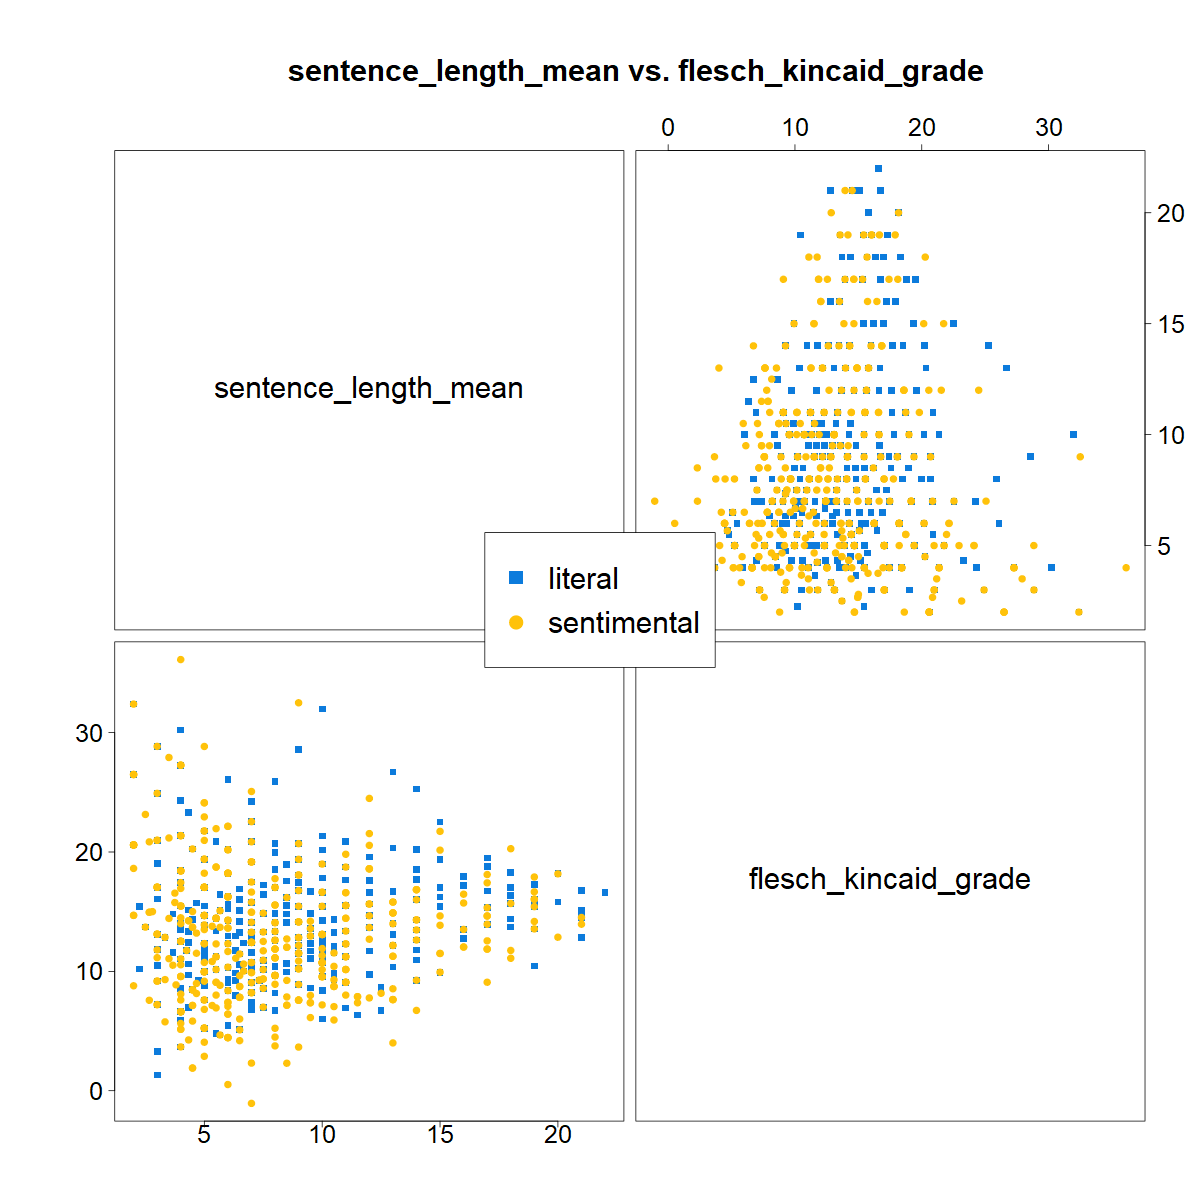 sentence_length_mean vs. flesch_kincaid_grade
0 10 20 30
sentence_length_mean
20
15
10
5
literal
sentimental
30
20
10
0
flesch_kincaid_grade
5 10 15 20